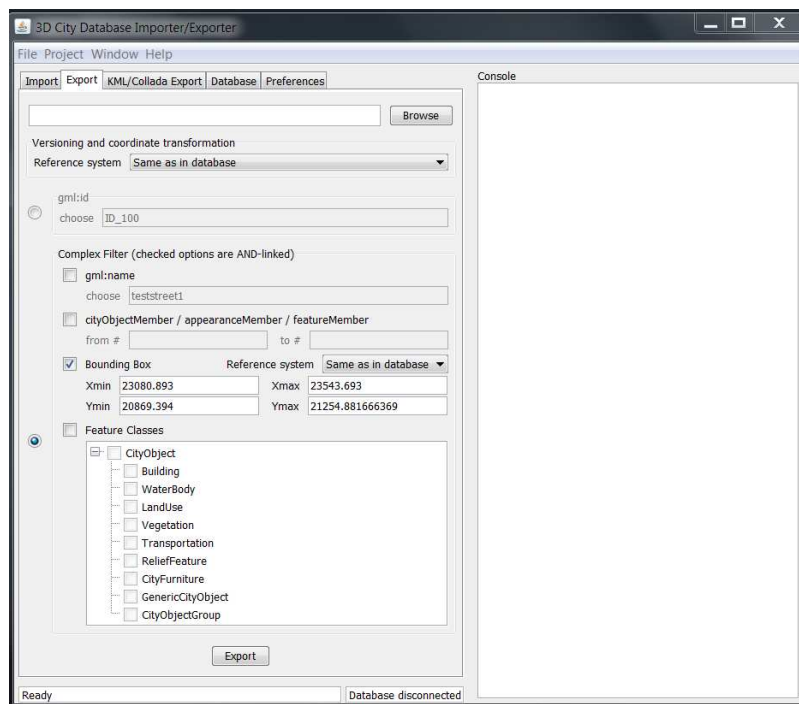 3D City Database Importer/Exporter
File Project Window Help
Import Export KML/Collada Export Database Preferences
Console
Browse
Versioning and coordinate transformation
Reference system Same as in database
gml:id
choose ID_100
Complex Filter (checked options are AND-linked)
gml:name
choose teststreet1
cityObjectMember / appearanceMember / featureMember
from # to #
Bounding Box Reference system Same as in database
Xmin 23080.893 Xmax 23543.693
Ymin 20869.394 Ymax 21254.881666369
Feature Classes
CityObject
Building
WaterBody
LandUse
Vegetation
Transportation
ReliefFeature
CityFurniture
GenericCityObject
CityObjectGroup
Export
Ready Database disconnected